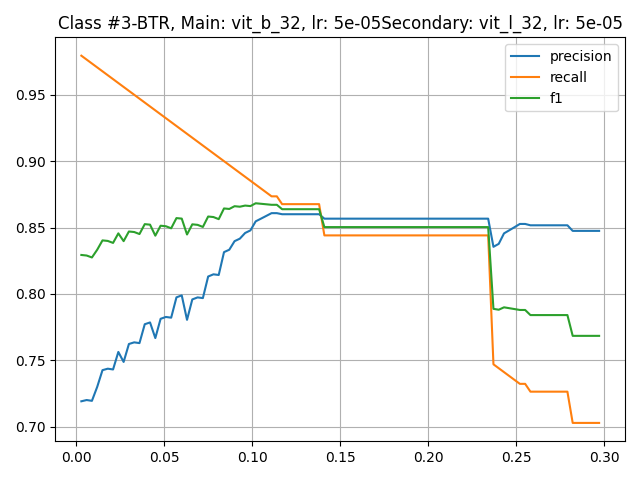 Class #3-BTR, Main: vit_b_32, lr: 5e-05Secondary: vit_l_32, lr: 5e-05
precision
recall
f1
0.95
0.90
0.85
0.80
0.75
0.70
0.00 0.05 0.10 0.15 0.20 0.25 0.30